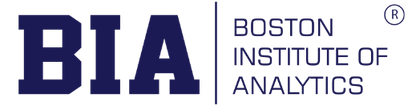 BIA
BOSTON
INSTITUTE OF
ANALYTICS
®